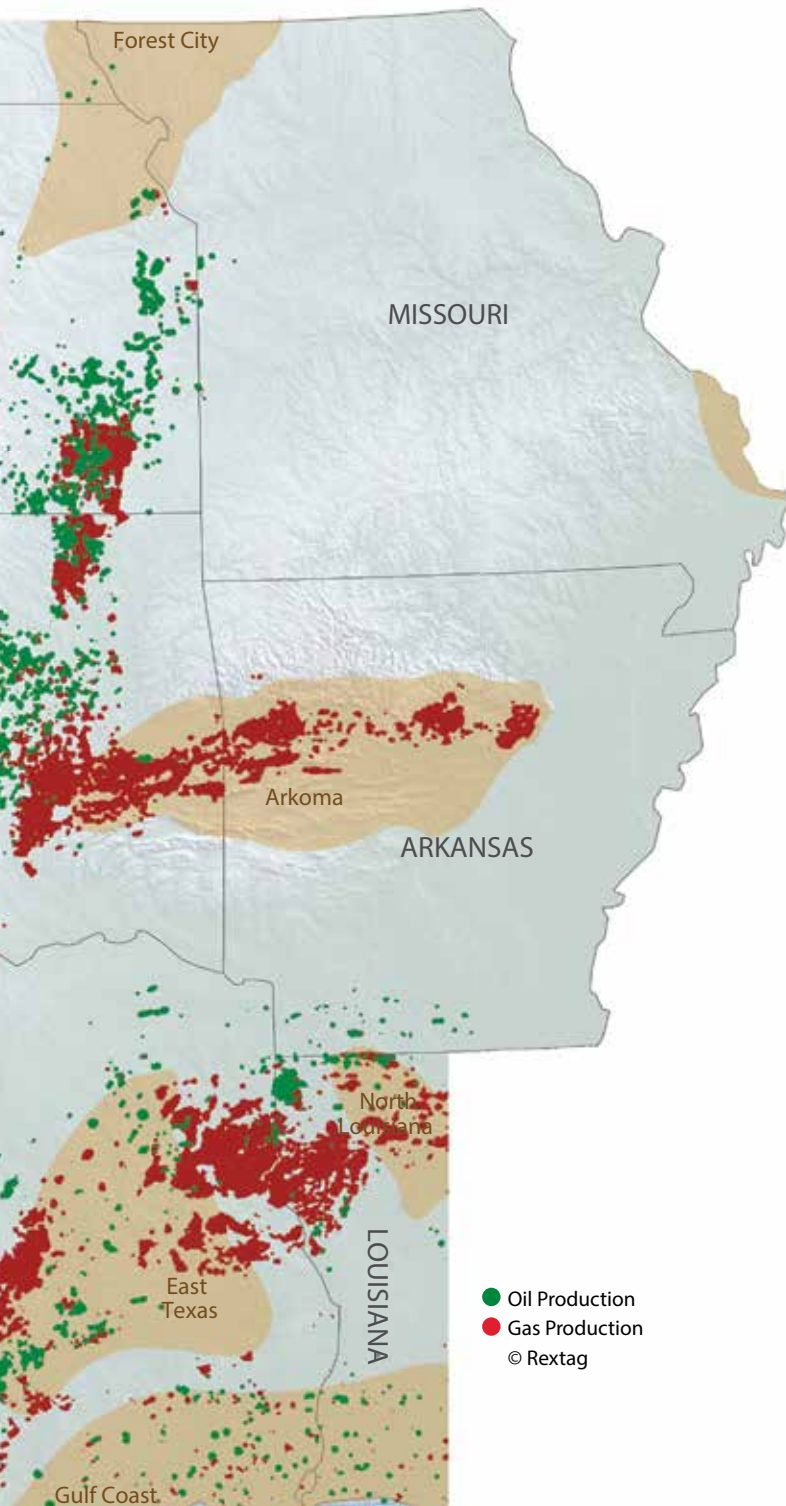 Forest City
MISSOURI
Arkoma
ARKANSAS
North
Louisiana
LOUISIANA
East
Texas
Oil Production
Gas Production
© Rextag
Gulf Coast